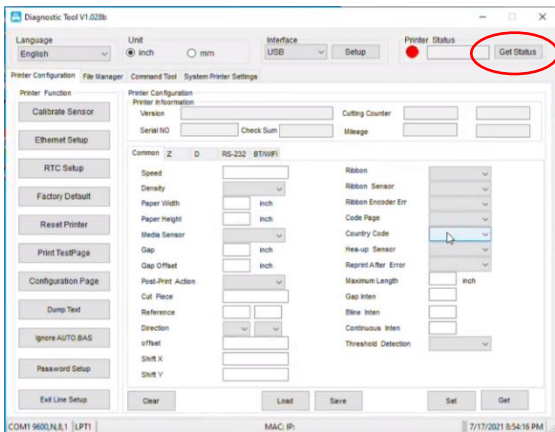 Diagnostic Tool V1.028b
Language Unit Interface Printer Status
English inch mm USB Setup Get Status
Printer Configuration File Manager Command Tool System Printer Settings
Printer Function
Calibrate Sensor
Ethernet Setup
RTC Setup
Factory Default
Reset Printer
Print TestPage
Configuration Page
Dump Text
Ignore AUTO.BAS
Password Setup
Exit Line Setup
Printer Configuration
Printer Infoormation
Version Cutting Counter
Serial NO Check Sum Mileage
Common Z D RS-232 BT/WIFI
Speed Ribbon
Density Ribbon Sensor
Paper Width inch Ribbon Encoder Err
Paper Height inch Code Page
Media Sensor Country Code
Gap inch Hea-up Sensor
Gap Offset inch Reprint After Error
Post-Print Action Maximum Length inch
Cut Piece Gap Inten
Reference Bline Inten
Direction Continuous Inten
offset Threshold Detection
Shift X
Shift Y
Clear Load Save Set Get
COM1 9600,N,8,1 LPT1 MAC: IP: 7/17/2021 8:54:16 PM